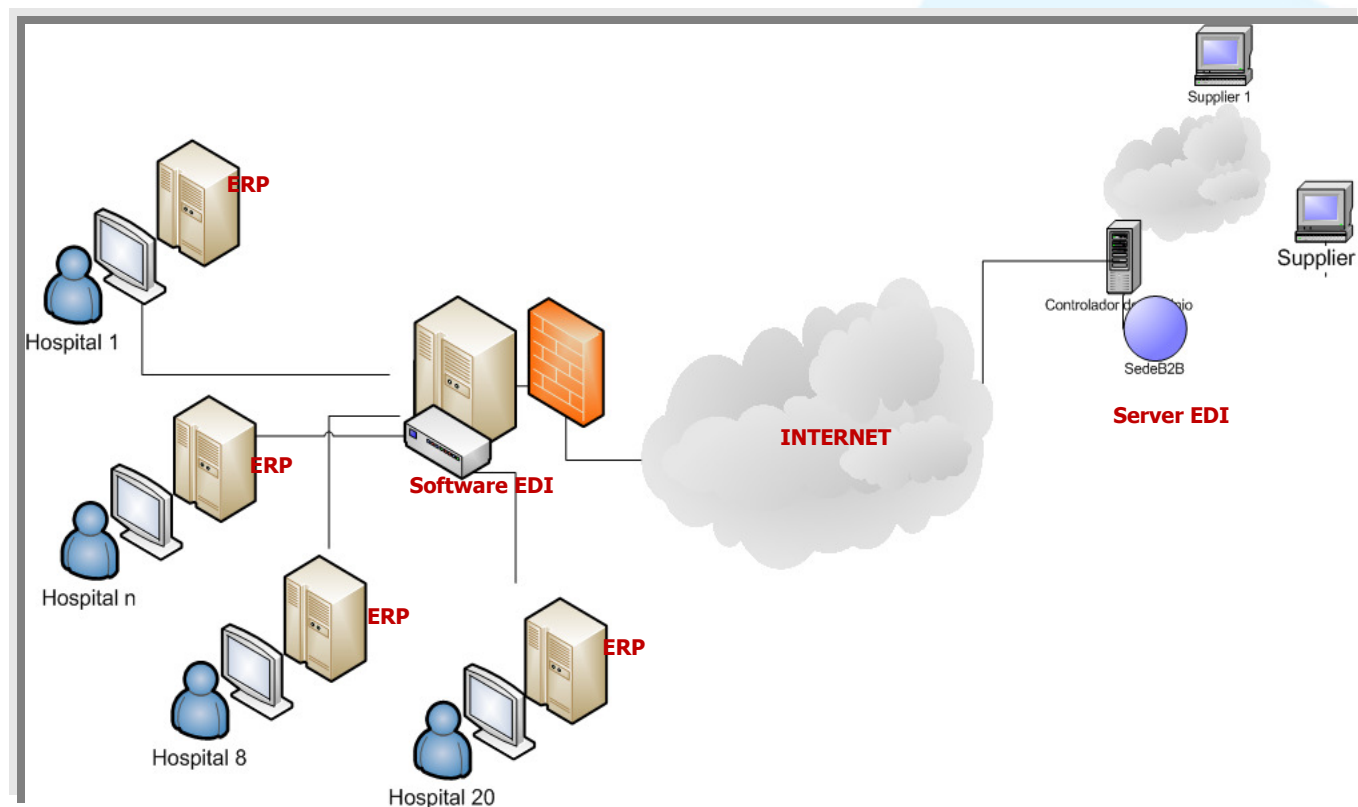 Supplier 1
ERP
Supplier
Controlador de nio
Hospital 1
SedeB2B
Server EDI
INTERNET
ERP
Software EDI
Hospital n
ERP
ERP
Hospital 8
Hospital 20